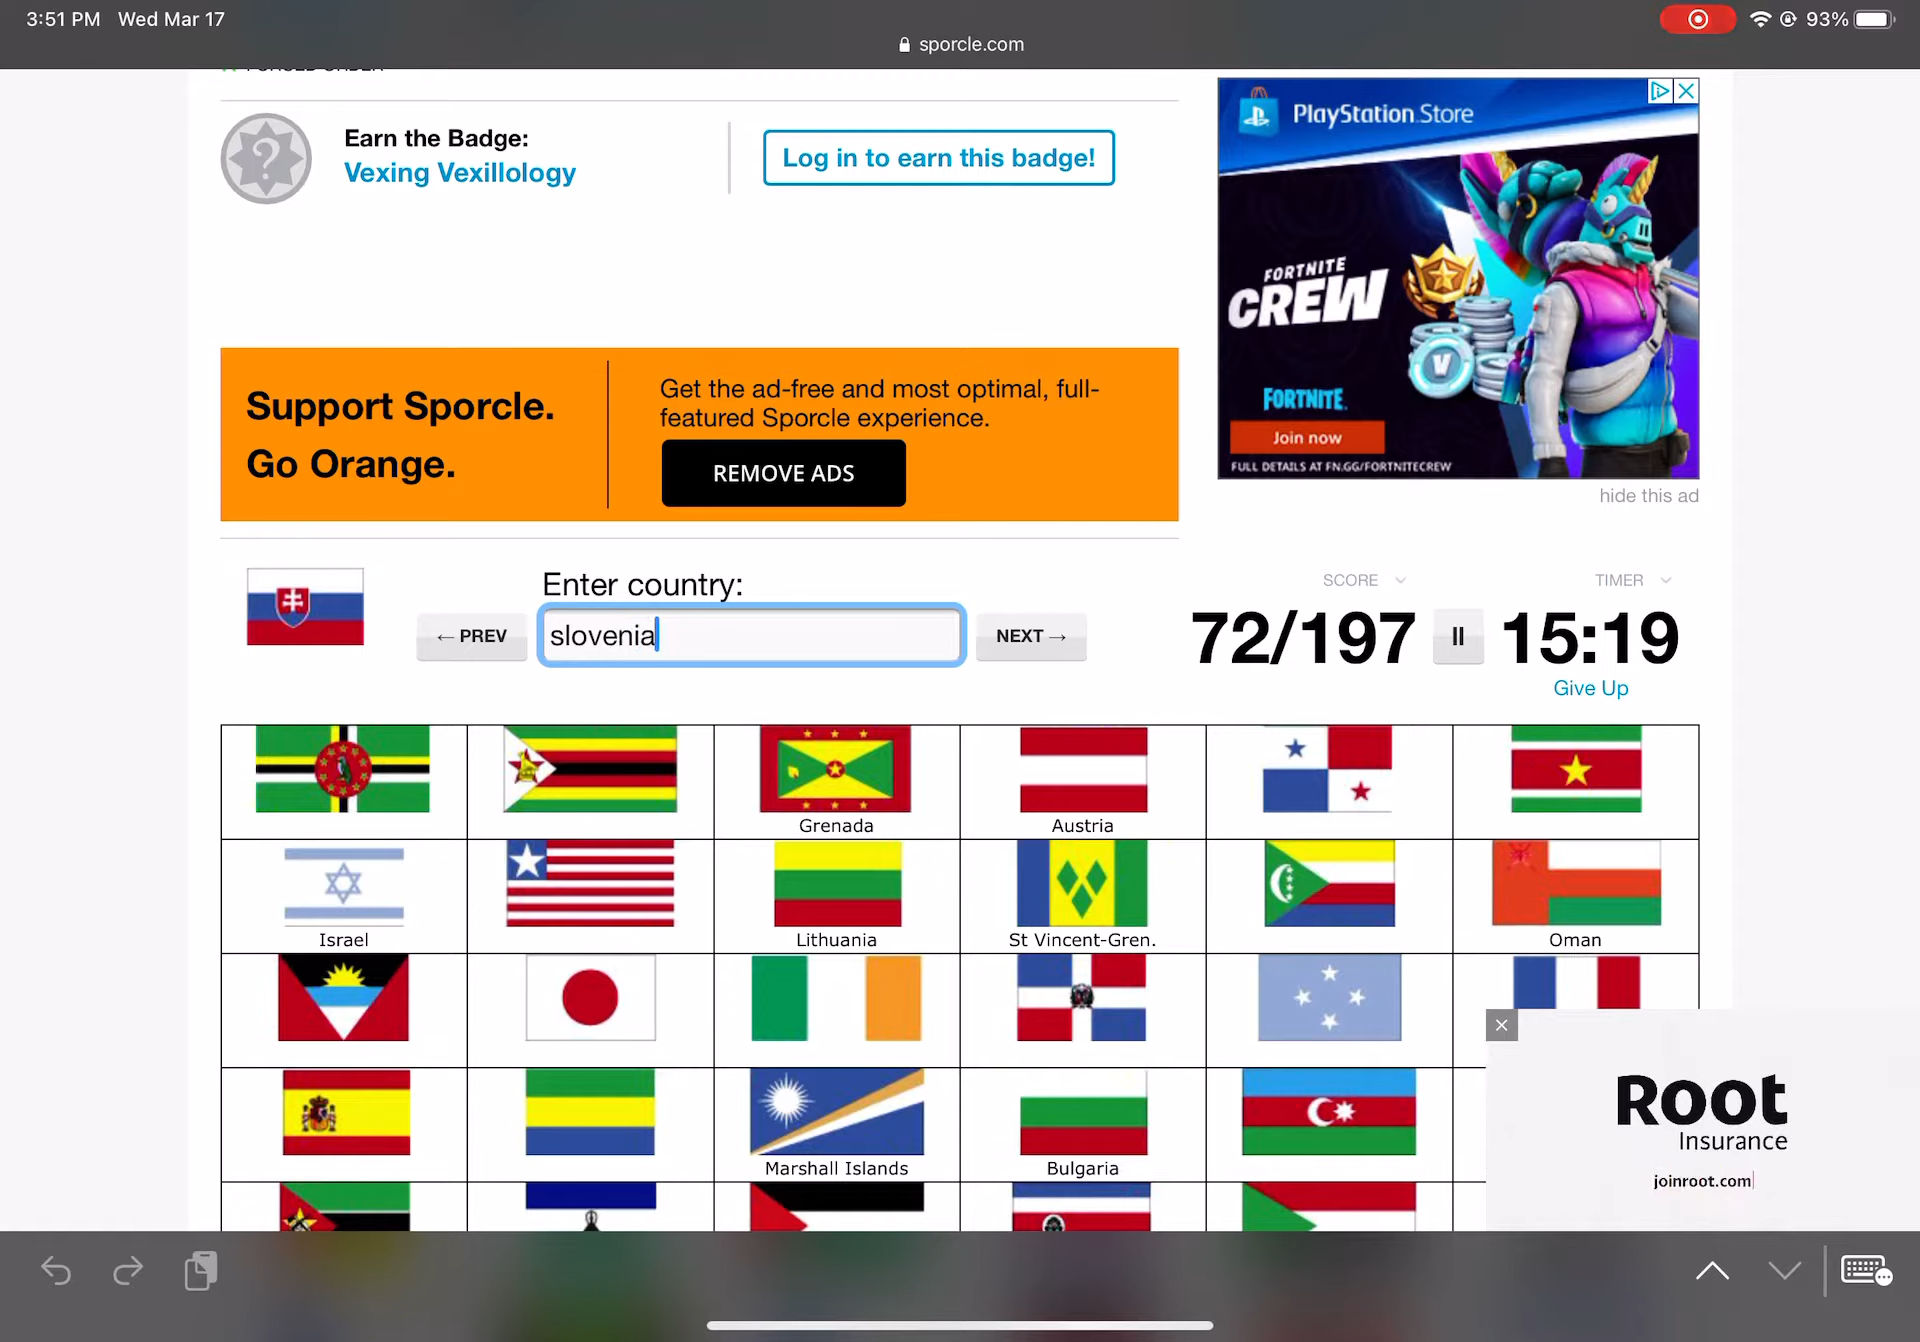 3:51 PM Wed Mar 17
93%
sporcle.com
FORCED ORDER
Earn the Badge:
Vexing Vexillology
Log in to earn this badge!
PlayStation Store
FORTNITE
CREW
V
FORTNITE
Join now
FULL DETAILS AT FN.GG/FORTNITECREW
hide this ad
Support Sporcle.
Go Orange.
Get the ad-free and most optimal, full-
featured Sporcle experience.
REMOVE ADS
Enter country:
← PREV
slovenia
NEXT →
SCORE
72/197
TIMER
15:19
Give Up
Grenada
Austria
Israel
Lithuania
St Vincent-Gren.
Oman
Marshall Islands
Bulgaria
Root
Insurance
joinroot.com